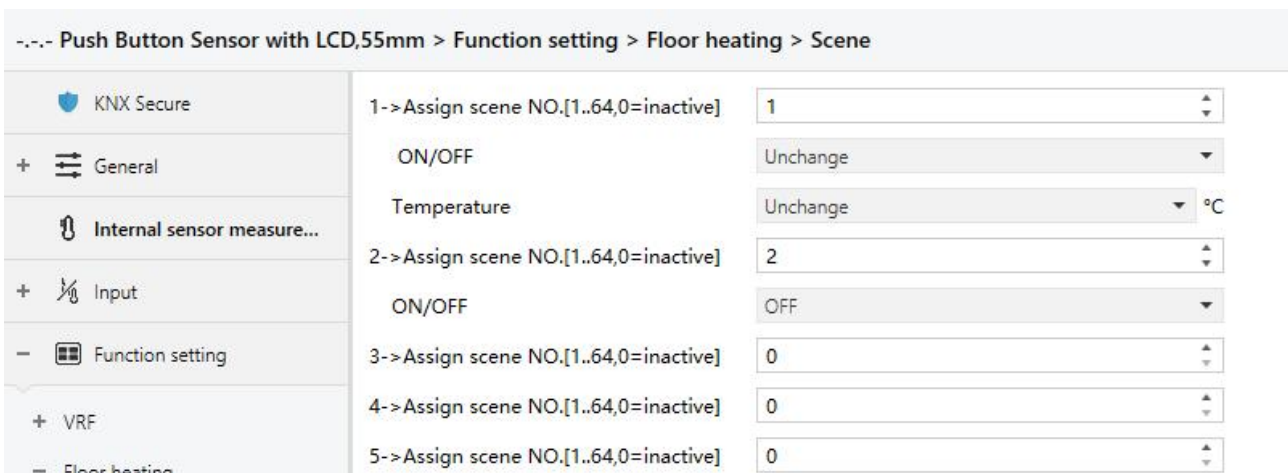 -.-.- Push Button Sensor with LCD,55mm > Function setting > Floor heating > Scene
KNX Secure
+ General
Internal sensor measure...
+ Input
− Function setting
+ VRF
− Floor heating
1->Assign scene NO.[1..64,0=inactive] 1
ON/OFF Unchange
Temperature Unchange °C
2->Assign scene NO.[1..64,0=inactive] 2
ON/OFF OFF
3->Assign scene NO.[1..64,0=inactive] 0
4->Assign scene NO.[1..64,0=inactive] 0
5->Assign scene NO.[1..64,0=inactive] 0